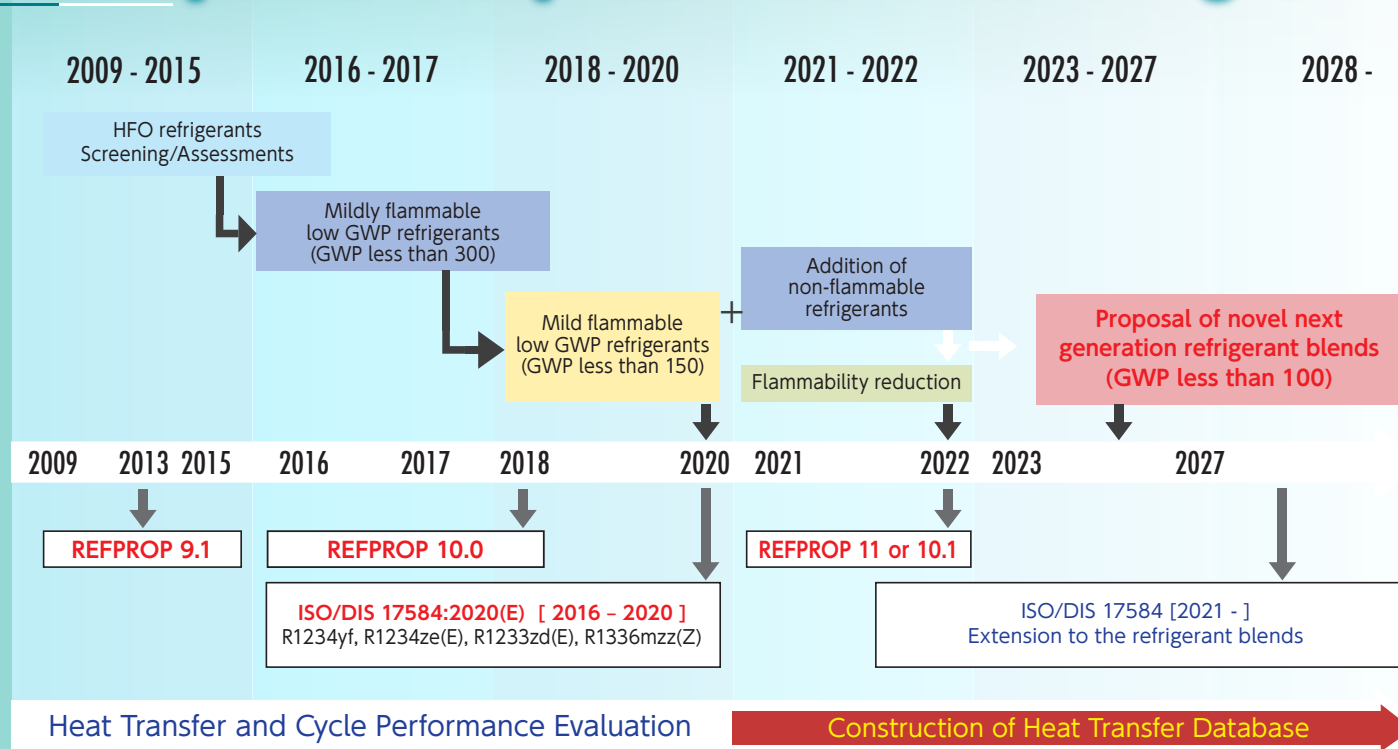 2009 - 2015
2016 - 2017
2018 - 2020
2021 - 2022
2023 - 2027
2028 -
HFO refrigerants
Screening/Assessments
Mildly flammable
low GWP refrigerants
(GWP less than 300)
Mild flammable
low GWP refrigerants
(GWP less than 150)
+
Addition of
non-flammable
refrigerants
Flammability reduction
Proposal of novel next
generation refrigerant blends
(GWP less than 100)
2009
2013
2015
2016
2017
2018
2020
2021
2022
2023
2027
REFPROP 9.1
REFPROP 10.0
REFPROP 11 or 10.1
ISO/DIS 17584:2020(E) [ 2016 – 2020 ]
R1234yf, R1234ze(E), R1233zd(E), R1336mzz(Z)
ISO/DIS 17584 [2021 - ]
Extension to the refrigerant blends
Heat Transfer and Cycle Performance Evaluation
Construction of Heat Transfer Database